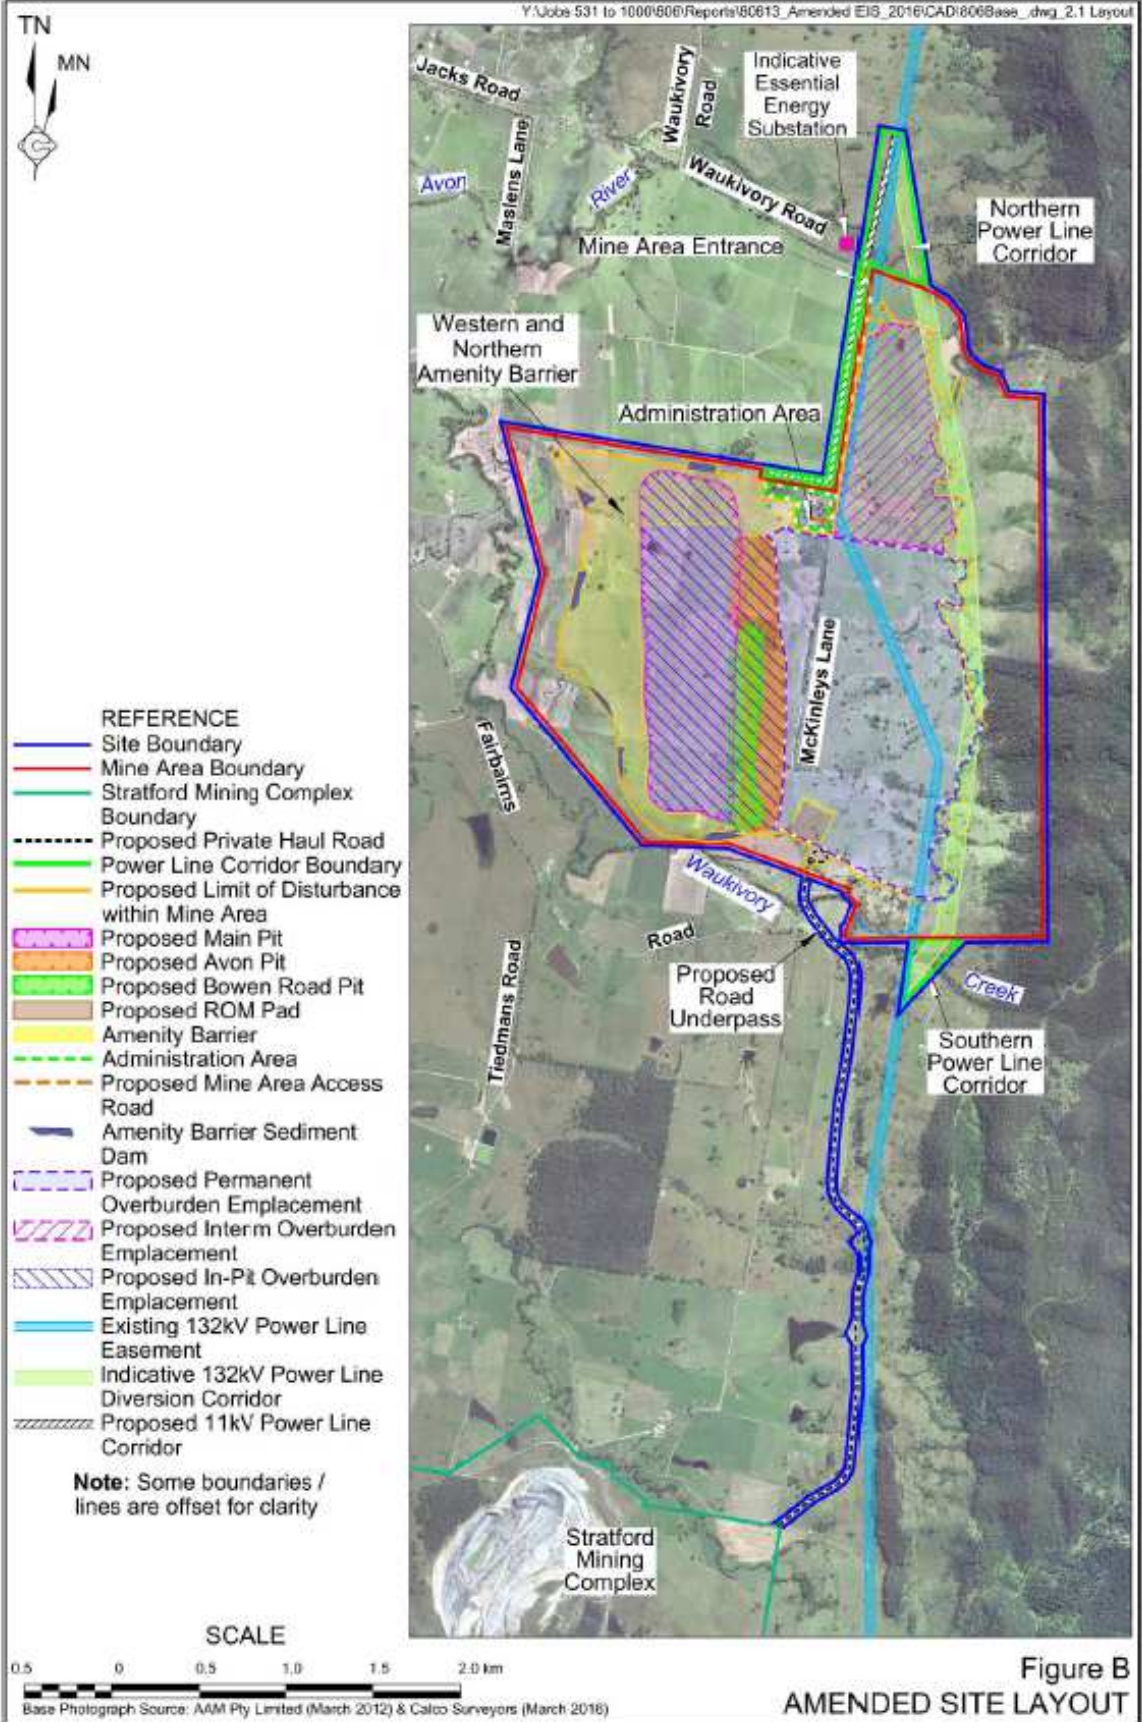 Y:\Jobs 531 to 1000\806\Reports\80613_Amended EIS_2016\CAD\806Base_.dwg_2.1 Layout
TN
MN
Jacks Road
Waukivory
Road
Maslens Lane
Avon
River
Indicative
Essential
Energy
Substation
Waukivory Road
Mine Area Entrance
Northern
Power Line
Corridor
Western and
Northern
Amenity Barrier
Administration Area
McKinleys Lane
Fairbairns
Waukivory
Road
Tiedmans Road
Proposed
Road
Underpass
Creek
Southern
Power Line
Corridor
Stratford
Mining
Complex
REFERENCE
Site Boundary
Mine Area Boundary
Stratford Mining Complex
Boundary
Proposed Private Haul Road
Power Line Corridor Boundary
Proposed Limit of Disturbance
within Mine Area
Proposed Main Pit
Proposed Avon Pit
Proposed Bowen Road Pit
Proposed ROM Pad
Amenity Barrier
Administration Area
Proposed Mine Area Access
Road
Amenity Barrier Sediment
Dam
Proposed Permanent
Overburden Emplacement
Proposed Interim Overburden
Emplacement
Proposed In-Pit Overburden
Emplacement
Existing 132kV Power Line
Easement
Indicative 132kV Power Line
Diversion Corridor
Proposed 11kV Power Line
Corridor
Note: Some boundaries /
lines are offset for clarity
SCALE
0.5 0 0.5 1.0 1.5 2.0 km
Base Photograph Source: AAM Pty Limited (March 2012) & Calco Surveyors (March 2016)
Figure B
AMENDED SITE LAYOUT